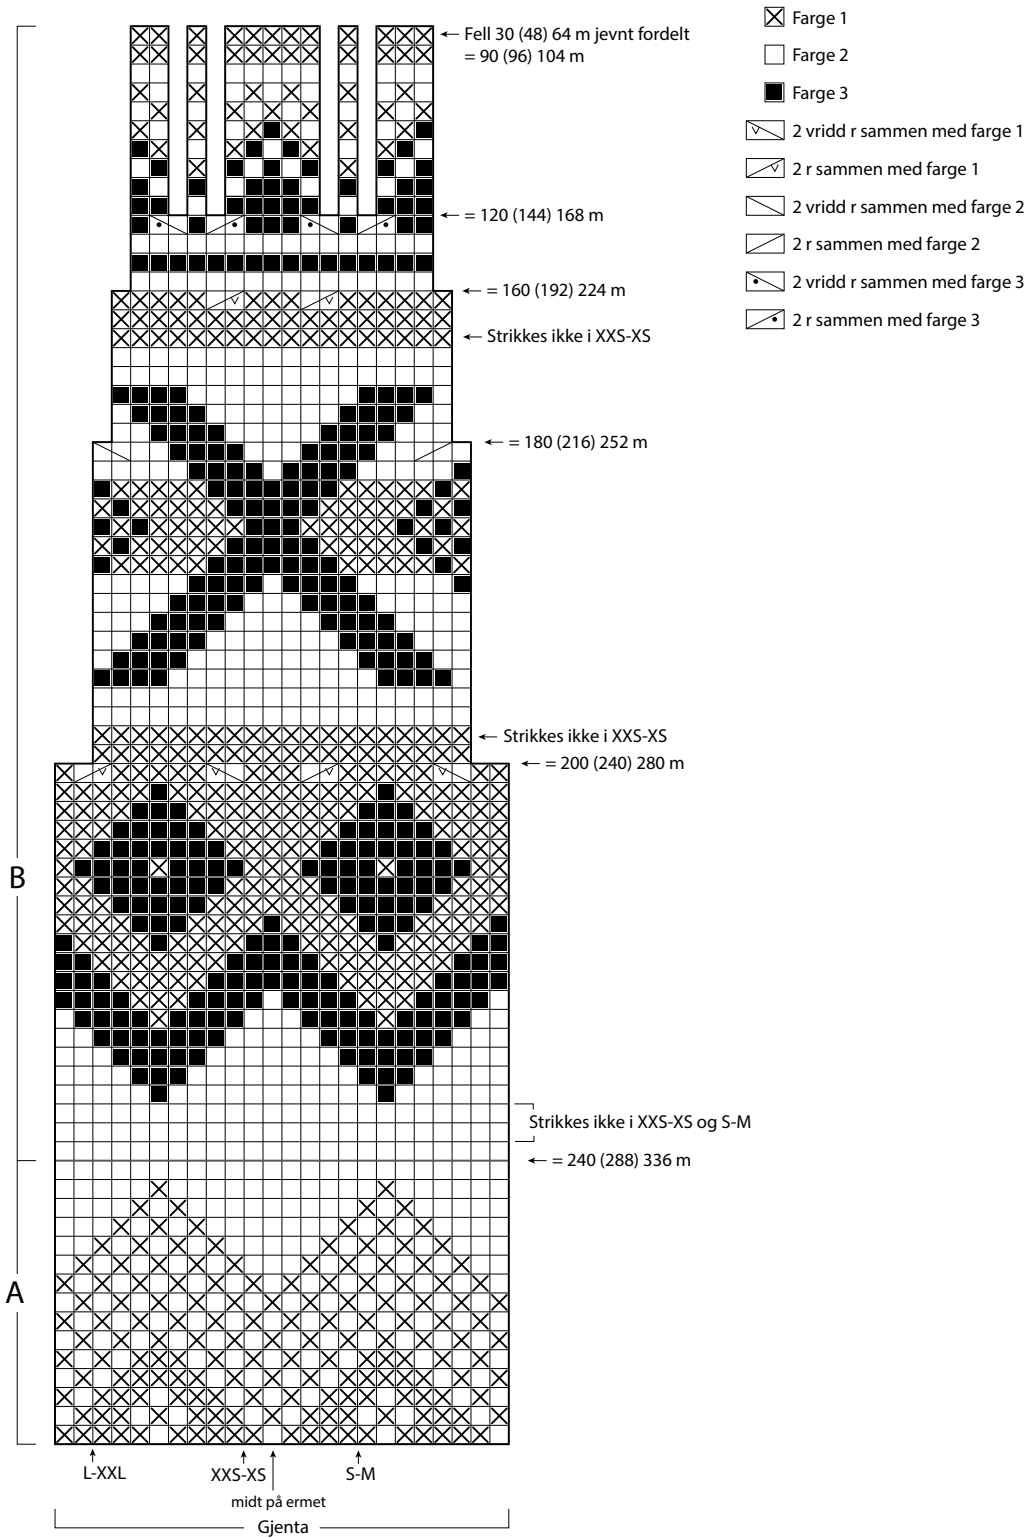 Fell 30 (48) 64 m jevnt fordelt
= 90 (96) 104 m
Farge 1
Farge 2
Farge 3
2 vridd r sammen med farge 1
2 r sammen med farge 1
2 vridd r sammen med farge 2
2 r sammen med farge 2
2 vridd r sammen med farge 3
2 r sammen med farge 3
= 120 (144) 168 m
= 160 (192) 224 m
Strikkes ikke i XXS-XS
= 180 (216) 252 m
Strikkes ikke i XXS-XS
= 200 (240) 280 m
B
Strikkes ikke i XXS-XS og S-M
= 240 (288) 336 m
A
L-XXL
XXS-XS
S-M
midt på ermet
Gjenta